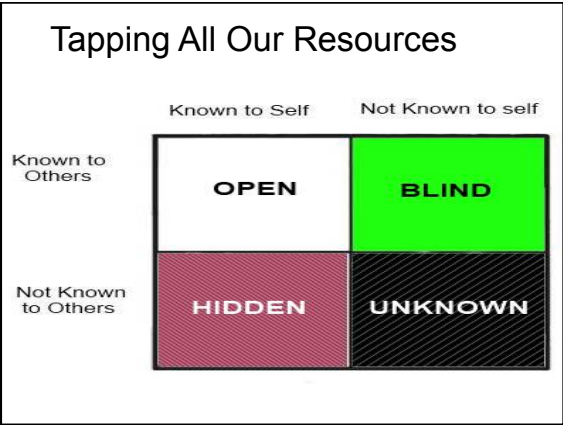 Tapping All Our Resources
Known to Self Not Known to self
Known to
Others
OPEN BLIND
Not Known
to Others
HIDDEN UNKNOWN